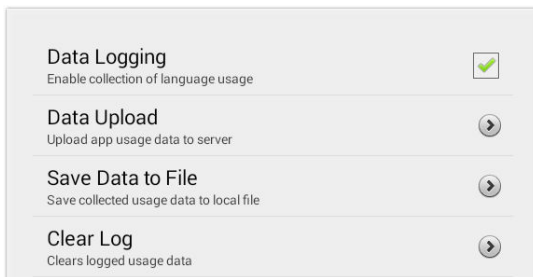 Data Logging
Enable collection of language usage
Data Upload
Upload app usage data to server
Save Data to File
Save collected usage data to local file
Clear Log
Clears logged usage data